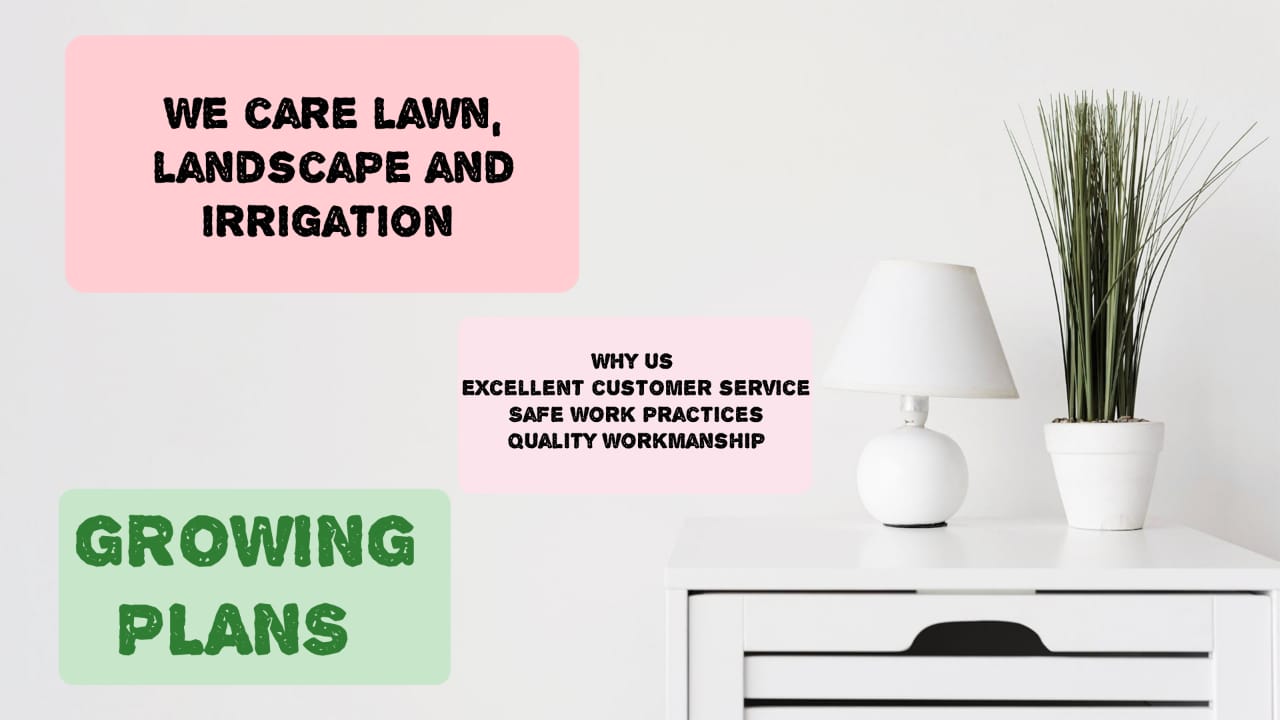 WE CARE LAWN,
LANDSCAPE AND
IRRIGATION
WHY US
EXCELLENT CUSTOMER SERVICE
SAFE WORK PRACTICES
QUALITY WORKMANSHIP
GROWING
PLANS